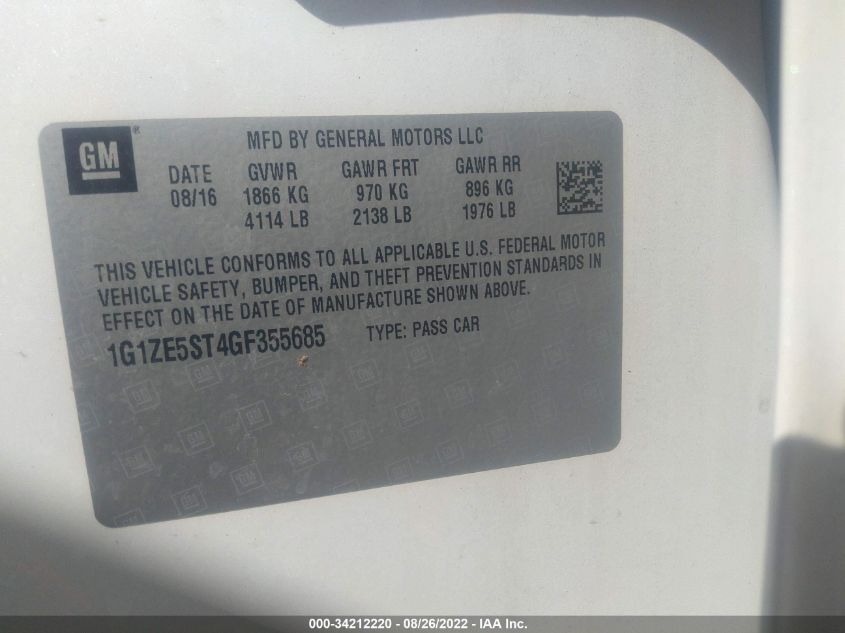 GM ®
MFD BY GENERAL MOTORS LLC
DATE GVWR GAWR FRT GAWR RR
08/16 1866 KG 970 KG 896 KG
4114 LB 2138 LB 1976 LB
THIS VEHICLE CONFORMS TO ALL APPLICABLE U.S. FEDERAL MOTOR
VEHICLE SAFETY, BUMPER, AND THEFT PREVENTION STANDARDS IN
EFFECT ON THE DATE OF MANUFACTURE SHOWN ABOVE.
1G1ZE5ST4GF355685 TYPE: PASS CAR
000-34212220 - 08/26/2022 - IAA Inc.